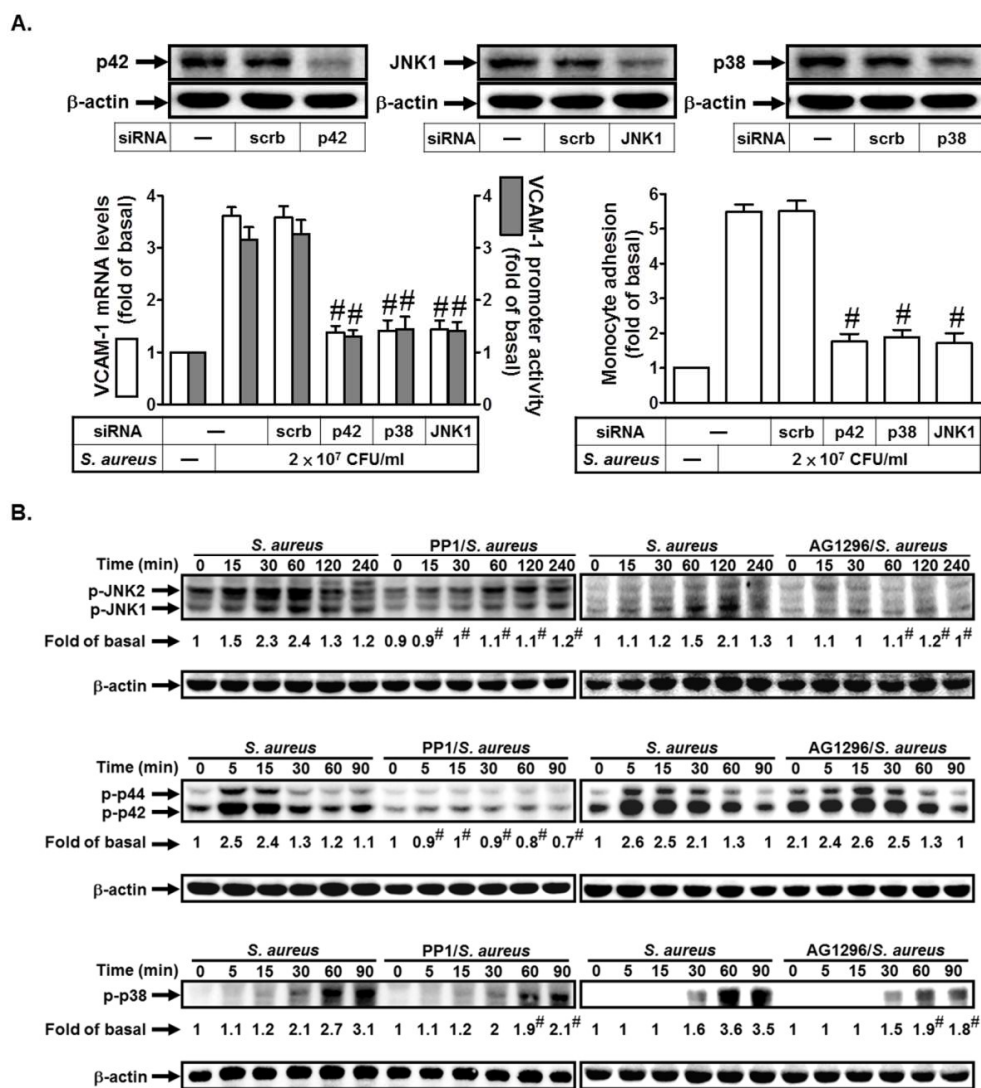 A.
p42
β-actin
siRNA — scrb p42
JNK1
β-actin
siRNA — scrb JNK1
p38
β-actin
siRNA — scrb p38
VCAM-1 mRNA levels
(fold of basal)
4
3
2
1
0
# # # # # #
4
3
2
1
0
VCAM-1 promoter activity
(fold of basal)
siRNA — scrb p42 p38 JNK1
S. aureus — 2 x 10⁷ CFU/ml
Monocyte adhesion
(fold of basal)
6
5
4
3
2
1
0
# # #
siRNA — scrb p42 p38 JNK1
S. aureus — 2 x 10⁷ CFU/ml
B.
S. aureus PP1/S. aureus S. aureus AG1296/S. aureus
Time (min) 0 15 30 60 120 240 0 15 30 60 120 240 0 15 30 60 120 240 0 15 30 60 120 240
p-JNK2
p-JNK1
Fold of basal 1 1.5 2.3 2.4 1.3 1.2 0.9 0.9# 1# 1.1# 1.1# 1.2# 1 1.1 1.2 1.5 2.1 1.3 1 1.1 1 1.1# 1.2# 1#
β-actin
S. aureus PP1/S. aureus S. aureus AG1296/S. aureus
Time (min) 0 5 15 30 60 90 0 5 15 30 60 90 0 5 15 30 60 90 0 5 15 30 60 90
p-p44
p-p42
Fold of basal 1 2.5 2.4 1.3 1.2 1.1 1 0.9# 1# 0.9# 0.8# 0.7# 1 2.6 2.5 2.1 1.3 1 2.1 2.4 2.6 2.5 1.3 1
β-actin
S. aureus PP1/S. aureus S. aureus AG1296/S. aureus
Time (min) 0 5 15 30 60 90 0 5 15 30 60 90 0 5 15 30 60 90 0 5 15 30 60 90
p-p38
Fold of basal 1 1.1 1.2 2.1 2.7 3.1 1 1.1 1.2 2 1.9# 2.1# 1 1 1 1.6 3.6 3.5 1 1 1 1.5 1.9# 1.8#
β-actin